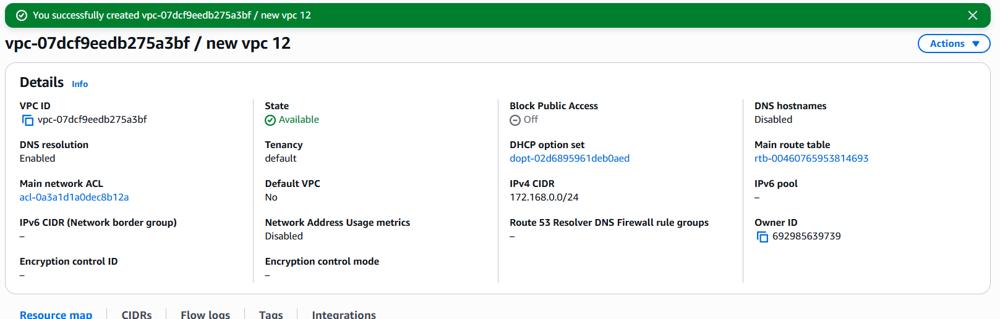 You successfully created vpc-07dcf9eedb275a3bf / new vpc 12
vpc-07dcf9eedb275a3bf / new vpc 12
Actions
Details Info
VPC ID
vpc-07dcf9eedb275a3bf
State
Available
Block Public Access
Off
DNS hostnames
Disabled
DNS resolution
Enabled
Tenancy
default
DHCP option set
dopt-02d6895961deb0aed
Main route table
rtb-00460765953814693
Main network ACL
acl-0a3a1d1a0dec8b12a
Default VPC
No
IPv4 CIDR
172.168.0.0/24
IPv6 pool
–
IPv6 CIDR (Network border group)
–
Network Address Usage metrics
Disabled
Route 53 Resolver DNS Firewall rule groups
–
Owner ID
692985639739
Encryption control ID
–
Encryption control mode
–
Resource map
CIDRs
Flow logs
Tags
Integrations